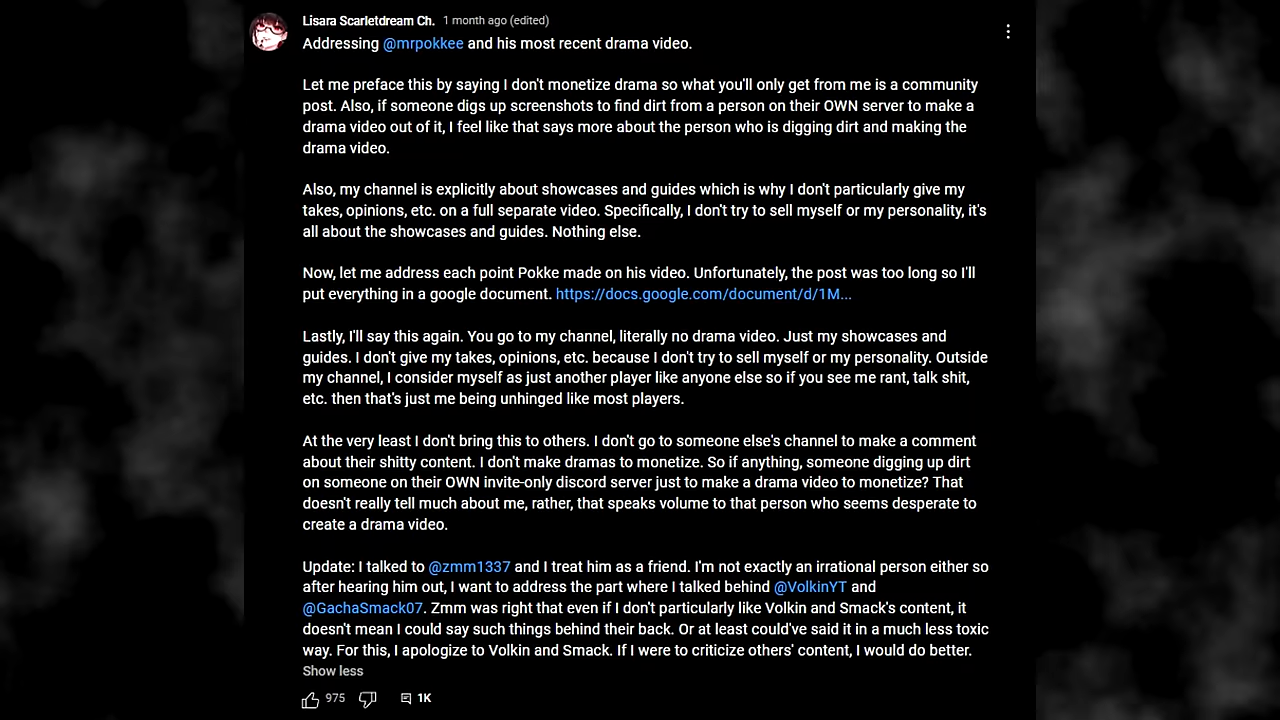 Lisara Scarletdream Ch. 1 month ago (edited)
Addressing @mrpokkee and his most recent drama video.
Let me preface this by saying I don't monetize drama so what you'll only get from me is a community
post. Also, if someone digs up screenshots to find dirt from a person on their OWN server to make a
drama video out of it, I feel like that says more about the person who is digging dirt and making the
drama video.
Also, my channel is explicitly about showcases and guides which is why I don't particularly give my
takes, opinions, etc. on a full separate video. Specifically, I don't try to sell myself or my personality, it's
all about the showcases and guides. Nothing else.
Now, let me address each point Pokke made on his video. Unfortunately, the post was too long so I'll
put everything in a google document. https://docs.google.com/document/d/1M...
Lastly, I'll say this again. You go to my channel, literally no drama video. Just my showcases and
guides. I don't give my takes, opinions, etc. because I don't try to sell myself or my personality. Outside
my channel, I consider myself as just another player like anyone else so if you see me rant, talk shit,
etc. then that's just me being unhinged like most players.
At the very least I don't bring this to others. I don't go to someone else's channel to make a comment
about their shitty content. I don't make dramas to monetize. So if anything, someone digging up dirt
on someone on their OWN invite-only discord server just to make a drama video to monetize? That
doesn't really tell much about me, rather, that speaks volume to that person who seems desperate to
create a drama video.
Update: I talked to @zmm1337 and I treat him as a friend. I'm not exactly an irrational person either so
after hearing him out, I want to address the part where I talked behind @VolkinYT and
@GachaSmack07. Zmm was right that even if I don't particularly like Volkin and Smack's content, it
doesn't mean I could say such things behind their back. Or at least could've said it in a much less toxic
way. For this, I apologize to Volkin and Smack. If I were to criticize others' content, I would do better.
Show less
975 1K